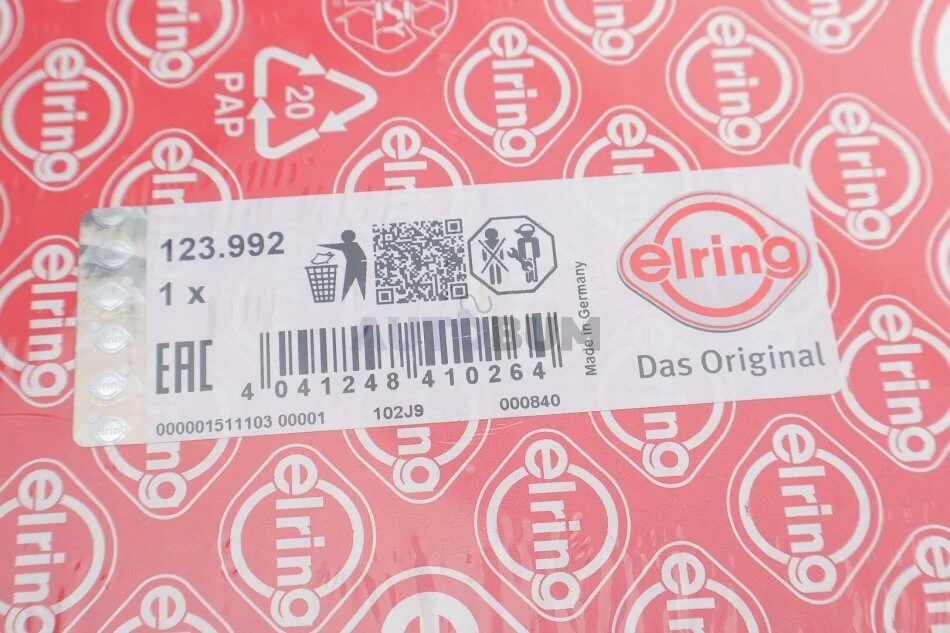 elring
20
PAP
123.992
1 x
EAC
4 041248 410264
000001511103 00001
102J9
000840
Made in Germany
elring
Das Original
AUTOBUM